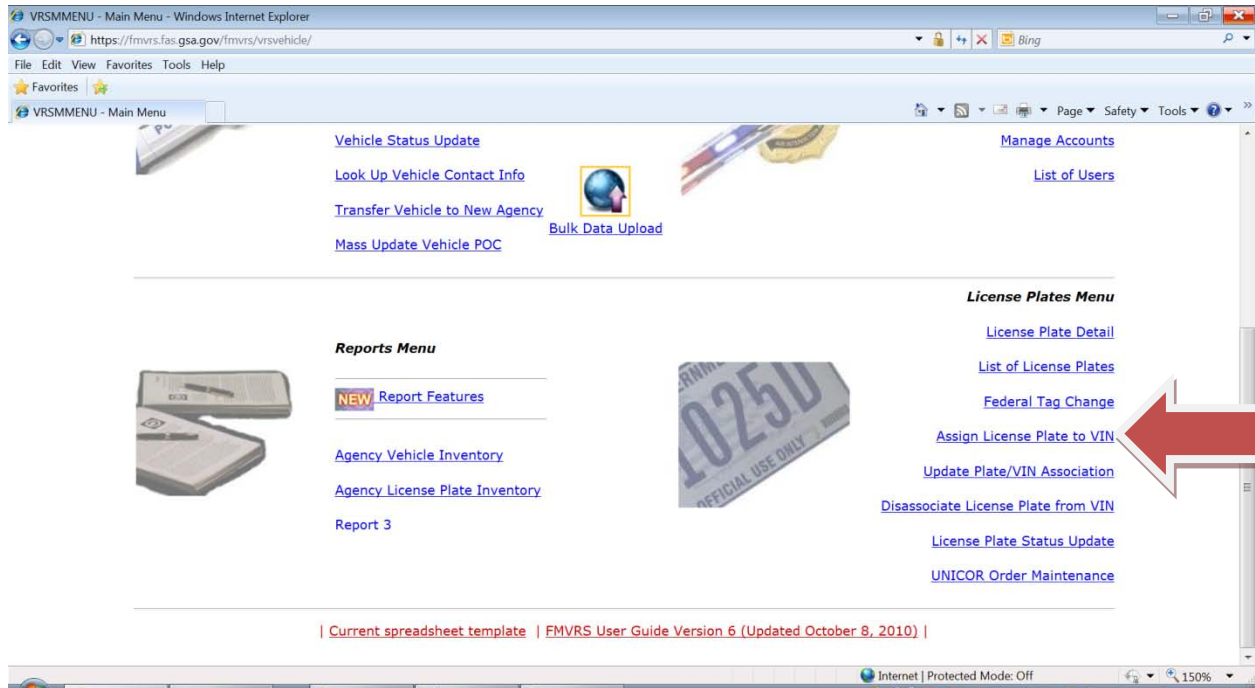 VRSMMENU - Main Menu - Windows Internet Explorer
https://fmvrs.fas.gsa.gov/fmvrs/vrsvehicle/
Bing
File Edit View Favorites Tools Help
Favorites
VRSMMENU - Main Menu
Page Safety Tools
Vehicle Status Update
Look Up Vehicle Contact Info
Transfer Vehicle to New Agency
Mass Update Vehicle POC
Bulk Data Upload
Manage Accounts
List of Users
Reports Menu
NEW Report Features
Agency Vehicle Inventory
Agency License Plate Inventory
Report 3
1025D
OFFICIAL USE ONLY
License Plates Menu
License Plate Detail
List of License Plates
Federal Tag Change
Assign License Plate to VIN
Update Plate/VIN Association
Disassociate License Plate from VIN
License Plate Status Update
UNICOR Order Maintenance
| Current spreadsheet template | FMVRS User Guide Version 6 (Updated October 8, 2010) |
Internet | Protected Mode: Off
150%